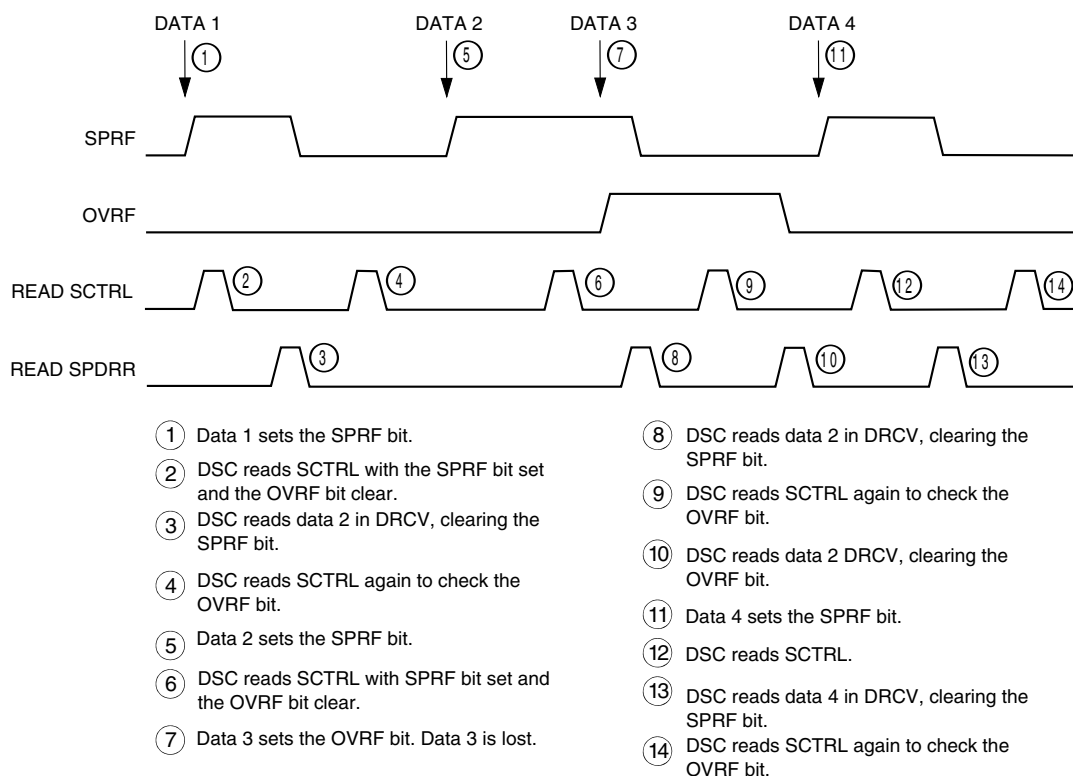 DATA 1 DATA 2 DATA 3 DATA 4
1 5 7 11
SPRF
OVRF
READ SCTRL 2 4 6 9 12 14
READ SPDRR 3 8 10 13
1 Data 1 sets the SPRF bit.
2 DSC reads SCTRL with the SPRF bit set
and the OVRF bit clear.
3 DSC reads data 2 in DRCV, clearing the
SPRF bit.
4 DSC reads SCTRL again to check the
OVRF bit.
5 Data 2 sets the SPRF bit.
6 DSC reads SCTRL with SPRF bit set and
the OVRF bit clear.
7 Data 3 sets the OVRF bit. Data 3 is lost.
8 DSC reads data 2 in DRCV, clearing the
SPRF bit.
9 DSC reads SCTRL again to check the
OVRF bit.
10 DSC reads data 2 DRCV, clearing the
OVRF bit.
11 Data 4 sets the SPRF bit.
12 DSC reads SCTRL.
13 DSC reads data 4 in DRCV, clearing the
SPRF bit.
14 DSC reads SCTRL again to check the
OVRF bit.